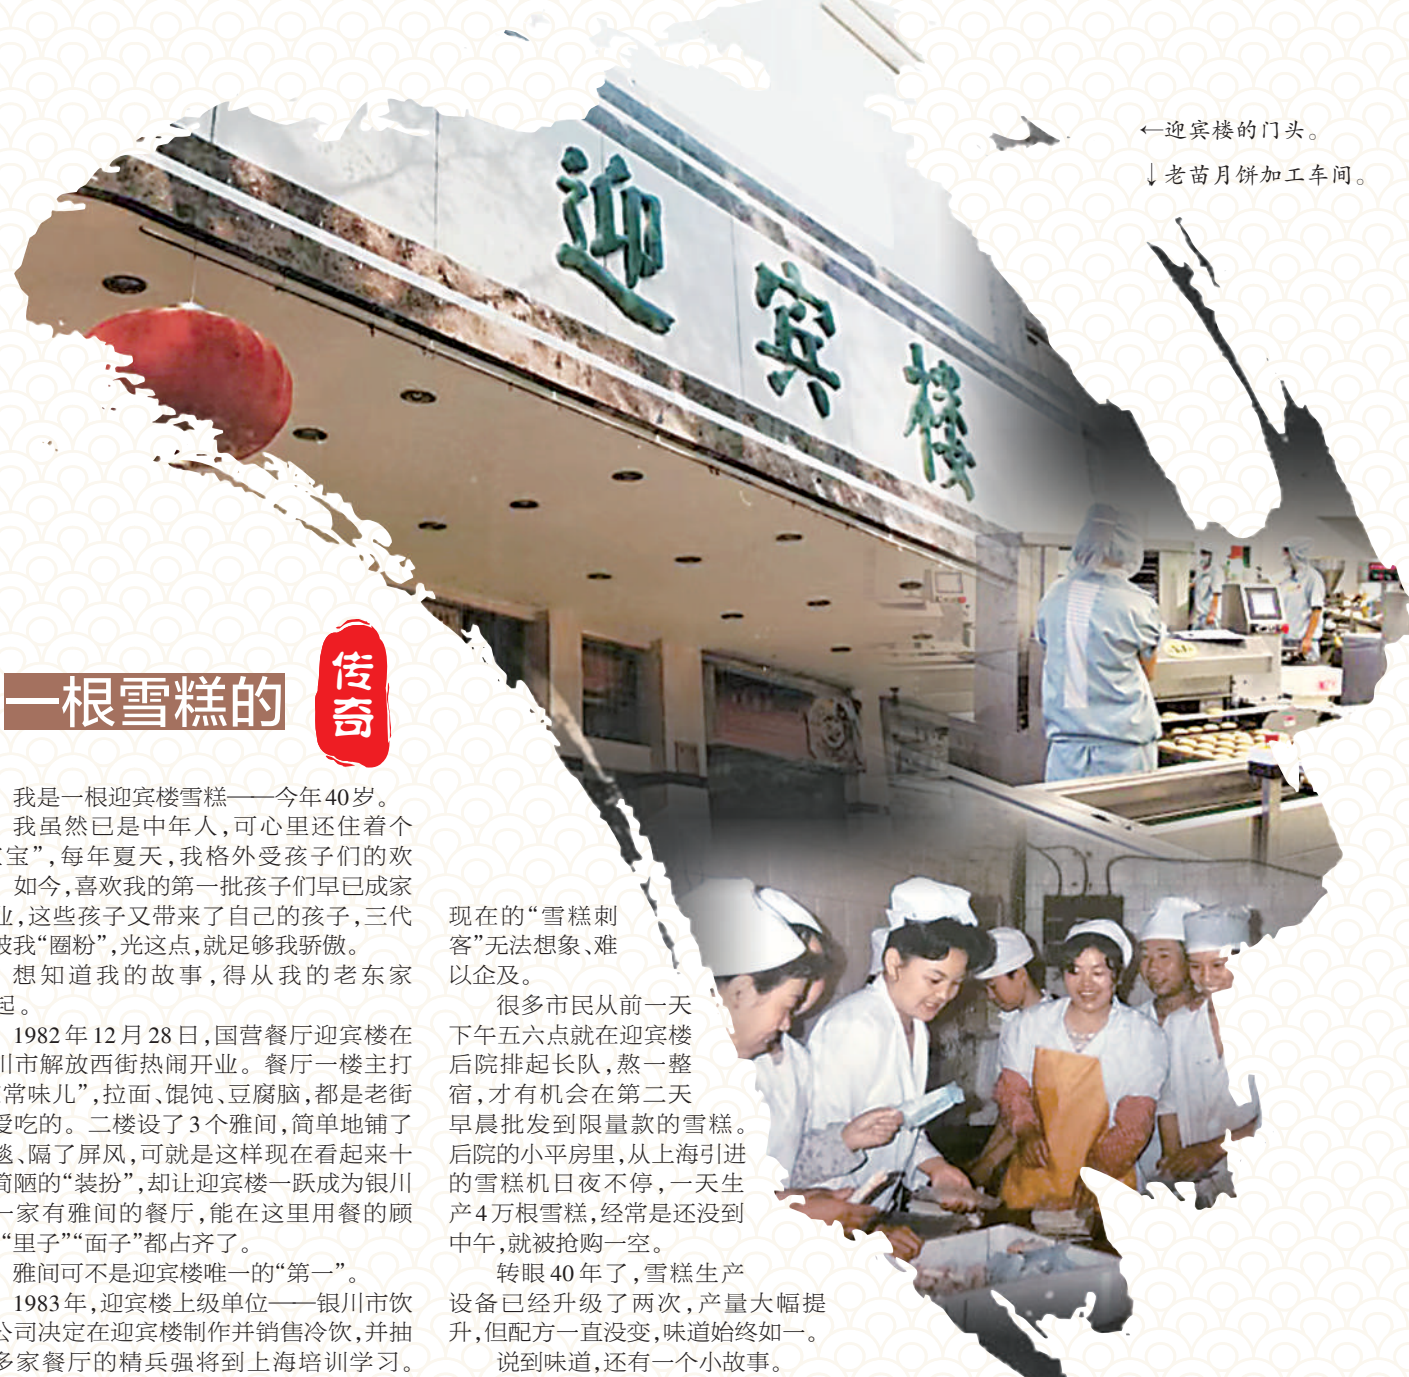 迎宾楼
←迎宾楼的门头。
↓老苗月饼加工车间。
一根雪糕的
传奇
我是一根迎宾楼雪糕——今年40岁。
我虽然已是中年人,可心里还住着个
宝”,每年夏天,我格外受孩子们的欢
如今,喜欢我的第一批孩子们早已成家
业,这些孩子又带来了自己的孩子,三代
被我“圈粉”,光这点,就足够我骄傲。
想知道我的故事,得从我的老东家
起。
1982年12月28日,国营餐厅迎宾楼在
川市解放西街热闹开业。餐厅一楼主打
常味儿”,拉面、馄饨、豆腐脑,都是老街
爱吃的。二楼设了3个雅间,简单地铺了
毯、隔了屏风,可就是这样现在看起来十
简陋的“装扮”,却让迎宾楼一跃成为银川
一家有雅间的餐厅,能在这里用餐的顾
“里子”“面子”都占齐了。
雅间可不是迎宾楼唯一的“第一”。
1983年,迎宾楼上级单位——银川市饮
公司决定在迎宾楼制作并销售冷饮,并抽
多家餐厅的精兵强将到上海培训学习。
现在的“雪糕刺
客”无法想象、难
以企及。
很多市民从前一天
下午五六点就在迎宾楼
后院排起长队,熬一整
宿,才有机会在第二天
早晨批发到限量款的雪糕。
后院的小平房里,从上海引进
的雪糕机日夜不停,一天生
产4万根雪糕,经常是还没到
中午,就被抢购一空。
转眼40年了,雪糕生产
设备已经升级了两次,产量大幅提
升,但配方一直没变,味道始终如一。
说到味道,还有一个小故事。